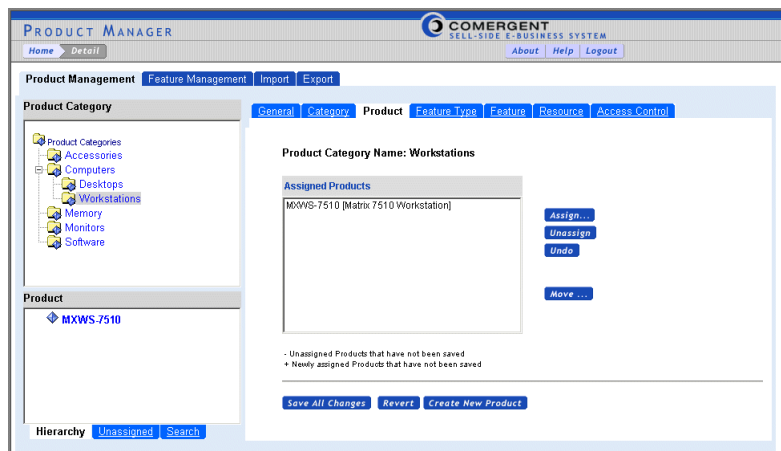 PRODUCT MANAGER
COMERGENT
SELL-SIDE E-BUSINESS SYSTEM
Home Detail
About Help Logout
Product Management Feature Management Import Export
Product Category
General Category Product Feature Type Feature Resource Access Control
Product Categories
Accessories
Computers
Desktops
Workstations
Memory
Monitors
Software
Product Category Name: Workstations
Assigned Products
MXWS-7510 [Matrix 7510 Workstation]
Assign...
Unassign
Undo
Move ...
Product
MXWS-7510
- Unassigned Products that have not been saved
+ Newly assigned Products that have not been saved
Save All Changes Revert Create New Product
Hierarchy Unassigned Search